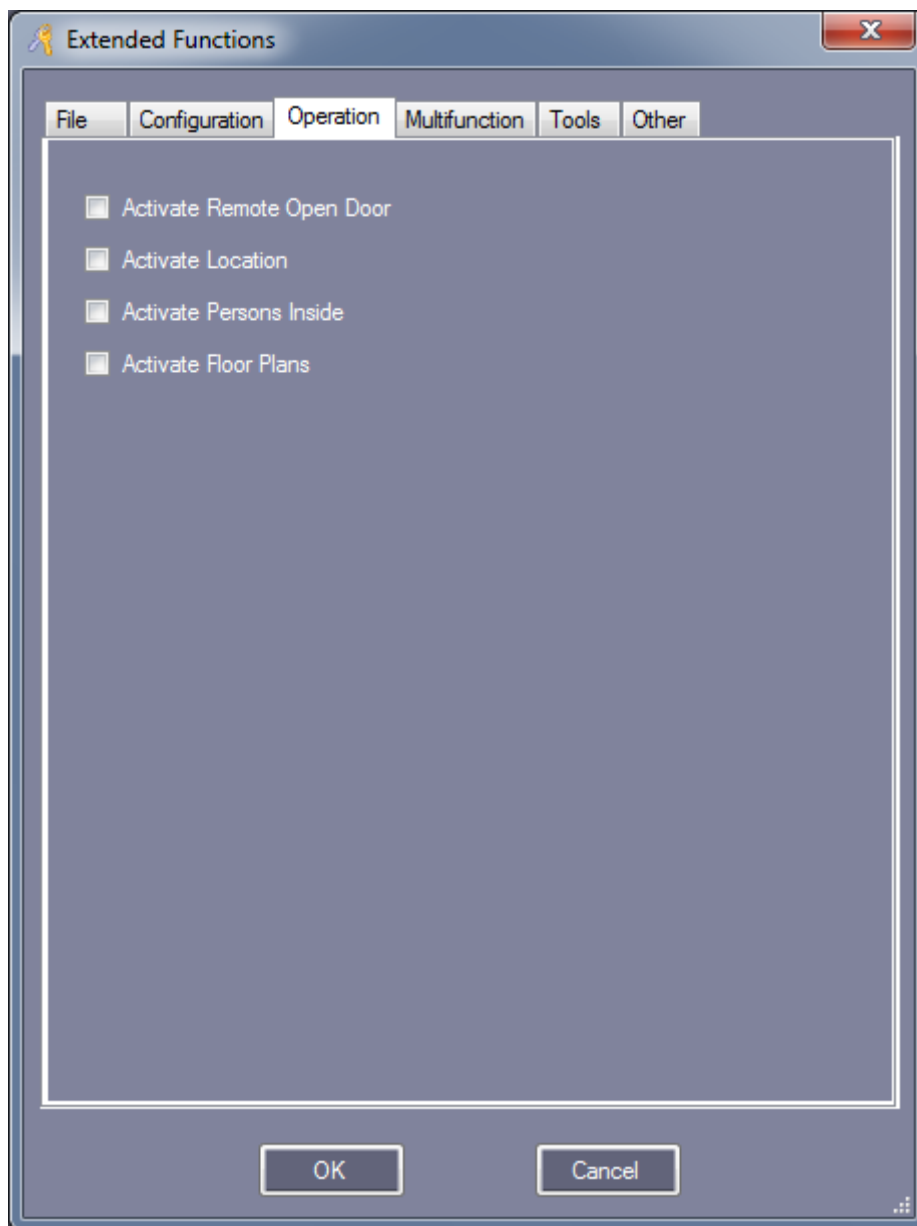 Extended Functions
File Configuration Operation Multifunction Tools Other
Activate Remote Open Door
Activate Location
Activate Persons Inside
Activate Floor Plans
OK Cancel